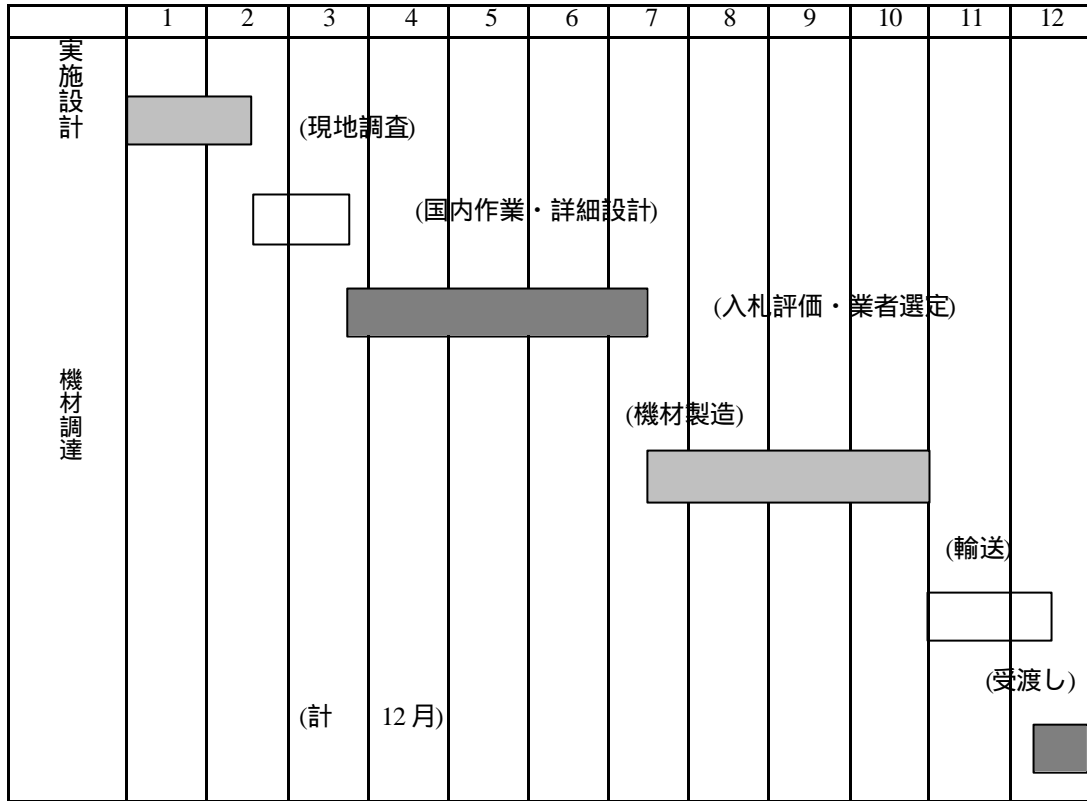 1 2 3 4 5 6 7 8 9 10 11 12
実施設計
(現地調査)
(国内作業・詳細設計)
(入札評価・業者選定)
機材調達
(機材製造)
(輸送)
(受渡し)
(計 12月)